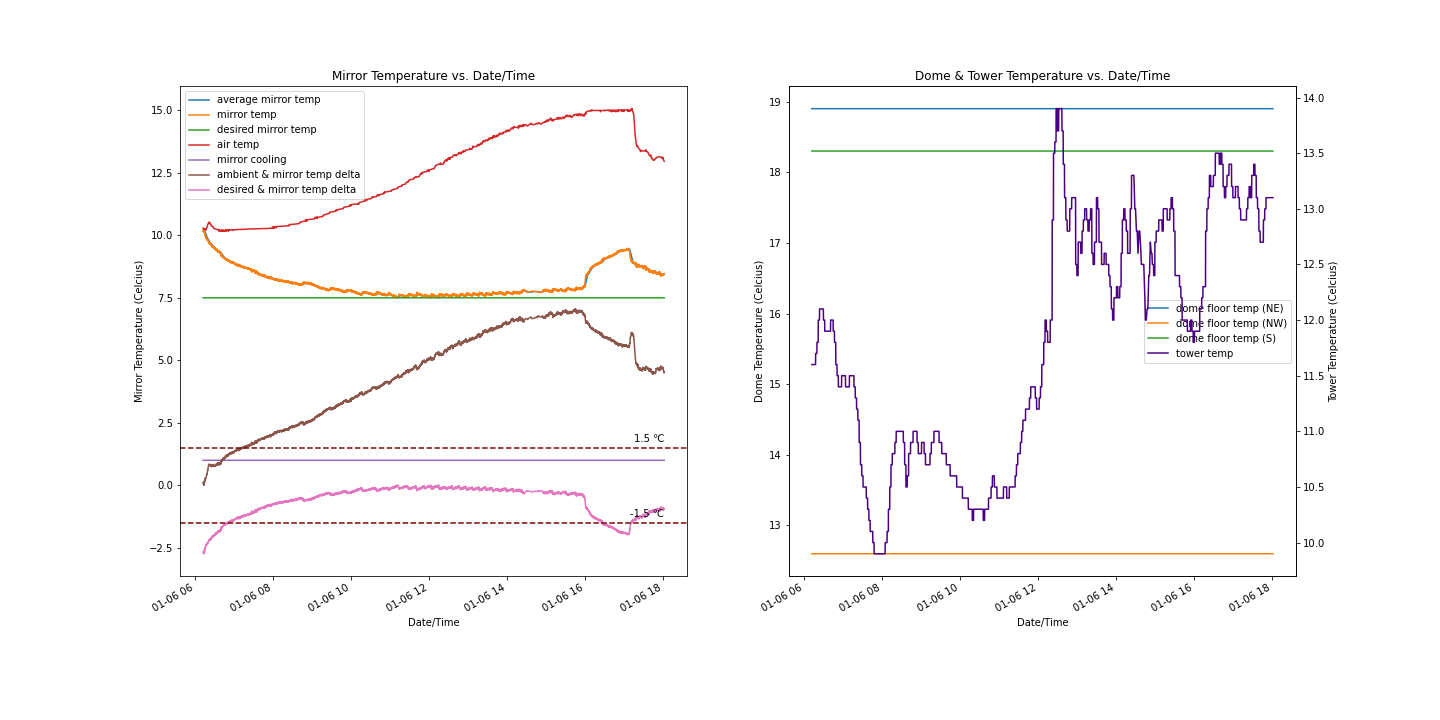 Mirror Temperature vs. Date/Time
Mirror Temperature (Celcius)
15.0
12.5
10.0
7.5
5.0
2.5
0.0
−2.5
average mirror temp
mirror temp
desired mirror temp
air temp
mirror cooling
ambient & mirror temp delta
desired & mirror temp delta
1.5 °C
-1.5 °C
01-06 06
01-06 08
01-06 10
01-06 12
01-06 14
01-06 16
01-06 18
Date/Time
Dome & Tower Temperature vs. Date/Time
Dome Temperature (Celcius)
19
18
17
16
15
14
13
dome floor temp (NE)
dome floor temp (NW)
dome floor temp (S)
tower temp
14.0
13.5
13.0
12.5
12.0
11.5
11.0
10.5
10.0
Tower Temperature (Celcius)
01-06 06
01-06 08
01-06 10
01-06 12
01-06 14
01-06 16
01-06 18
Date/Time